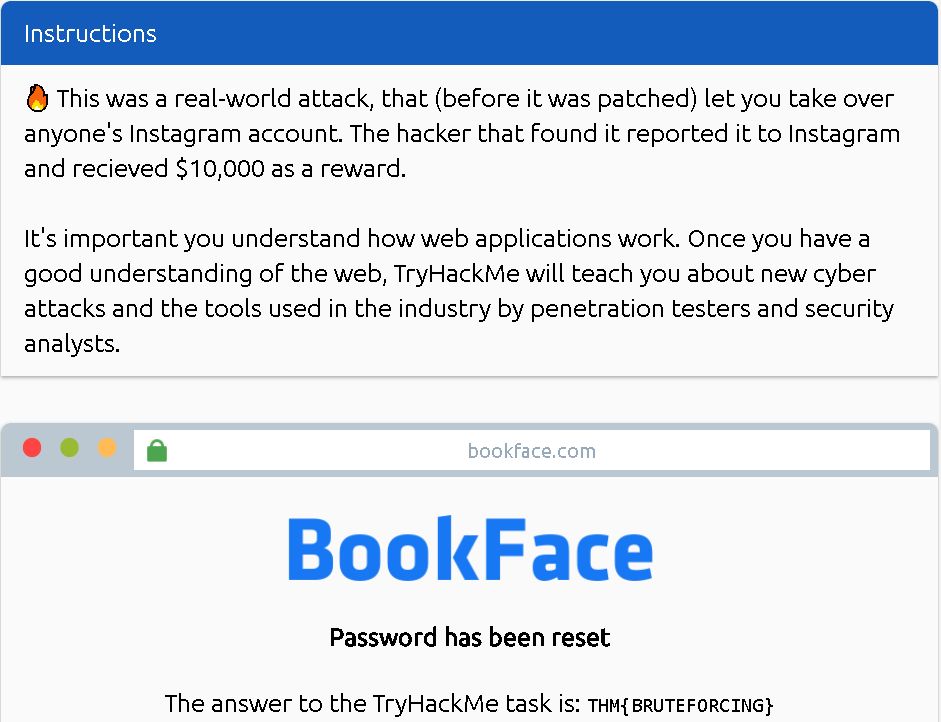 Instructions
🔥 This was a real-world attack, that (before it was patched) let you take over
anyone's Instagram account. The hacker that found it reported it to Instagram
and recieved $10,000 as a reward.
It's important you understand how web applications work. Once you have a
good understanding of the web, TryHackMe will teach you about new cyber
attacks and the tools used in the industry by penetration testers and security
analysts.
bookface.com
BookFace
Password has been reset
The answer to the TryHackMe task is: THM{BRUTEFORCING}